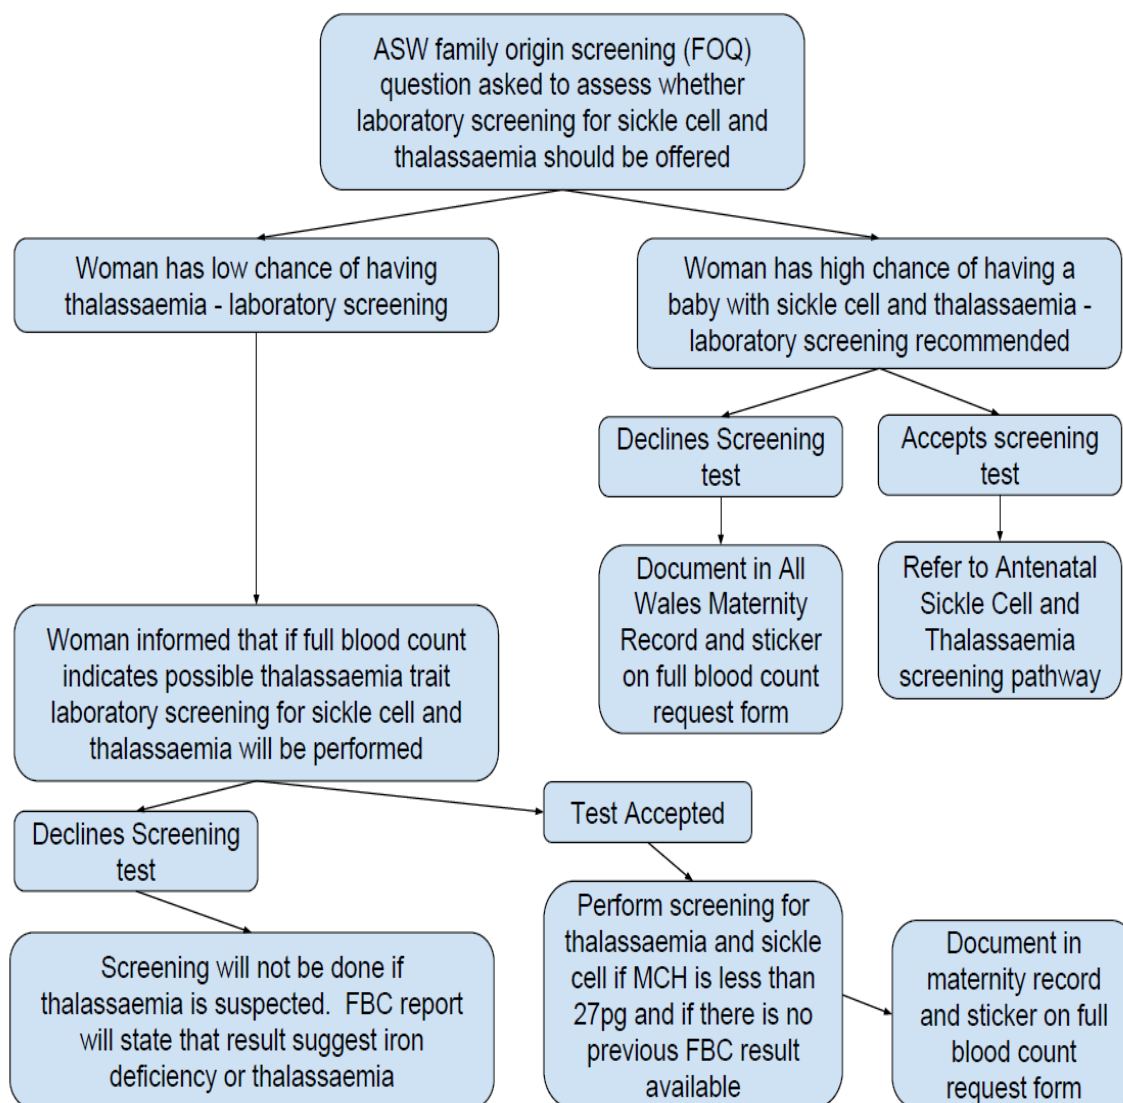 ASW family origin screening (FOQ)
question asked to assess whether
laboratory screening for sickle cell and
thalassaemia should be offered
Woman has low chance of having
thalassaemia - laboratory screening
Woman has high chance of having a
baby with sickle cell and thalassaemia -
laboratory screening recommended
Declines Screening
test
Accepts screening
test
Document in All
Wales Maternity
Record and sticker
on full blood count
request form
Refer to Antenatal
Sickle Cell and
Thalassaemia
screening pathway
Woman informed that if full blood count
indicates possible thalassaemia trait
laboratory screening for sickle cell and
thalassaemia will be performed
Declines Screening
test
Test Accepted
Screening will not be done if
thalassaemia is suspected. FBC report
will state that result suggest iron
deficiency or thalassaemia
Perform screening for
thalassaemia and sickle
cell if MCH is less than
27pg and if there is no
previous FBC result
available
Document in
maternity record
and sticker on full
blood count
request form